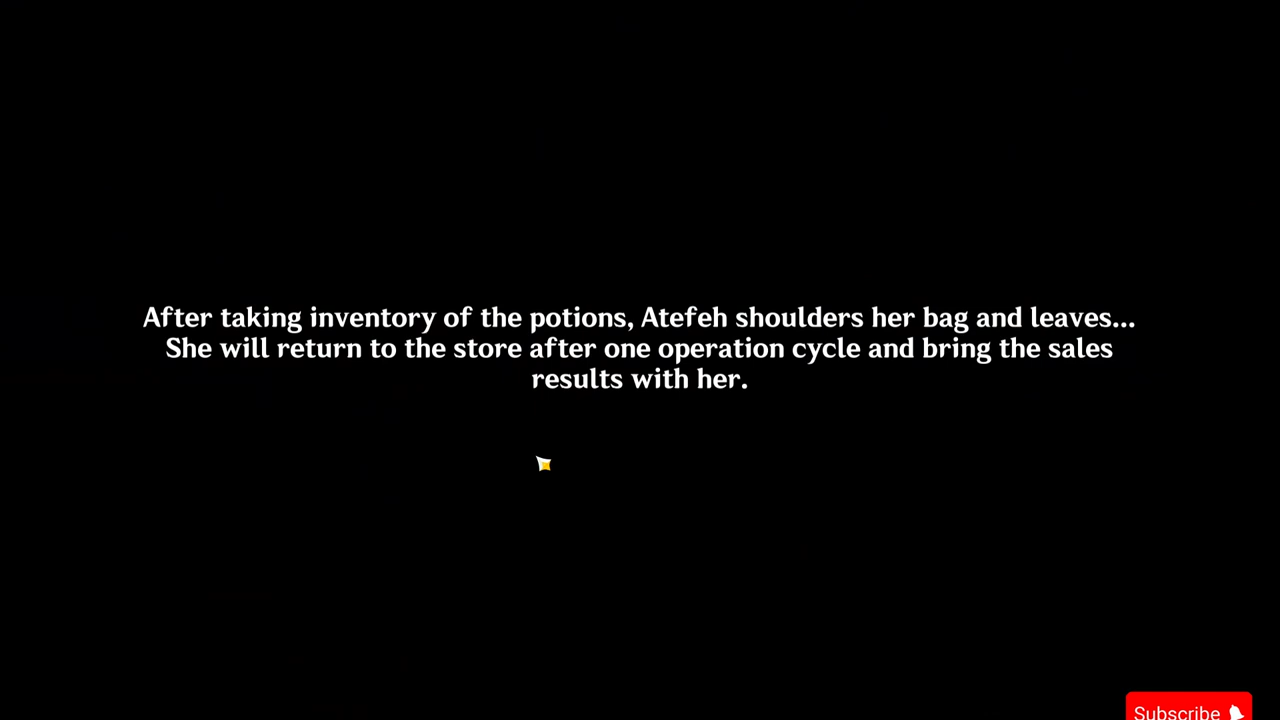 After taking inventory of the potions, Atefeh shoulders her bag and leaves...
She will return to the store after one operation cycle and bring the sales
results with her.
Subscribe